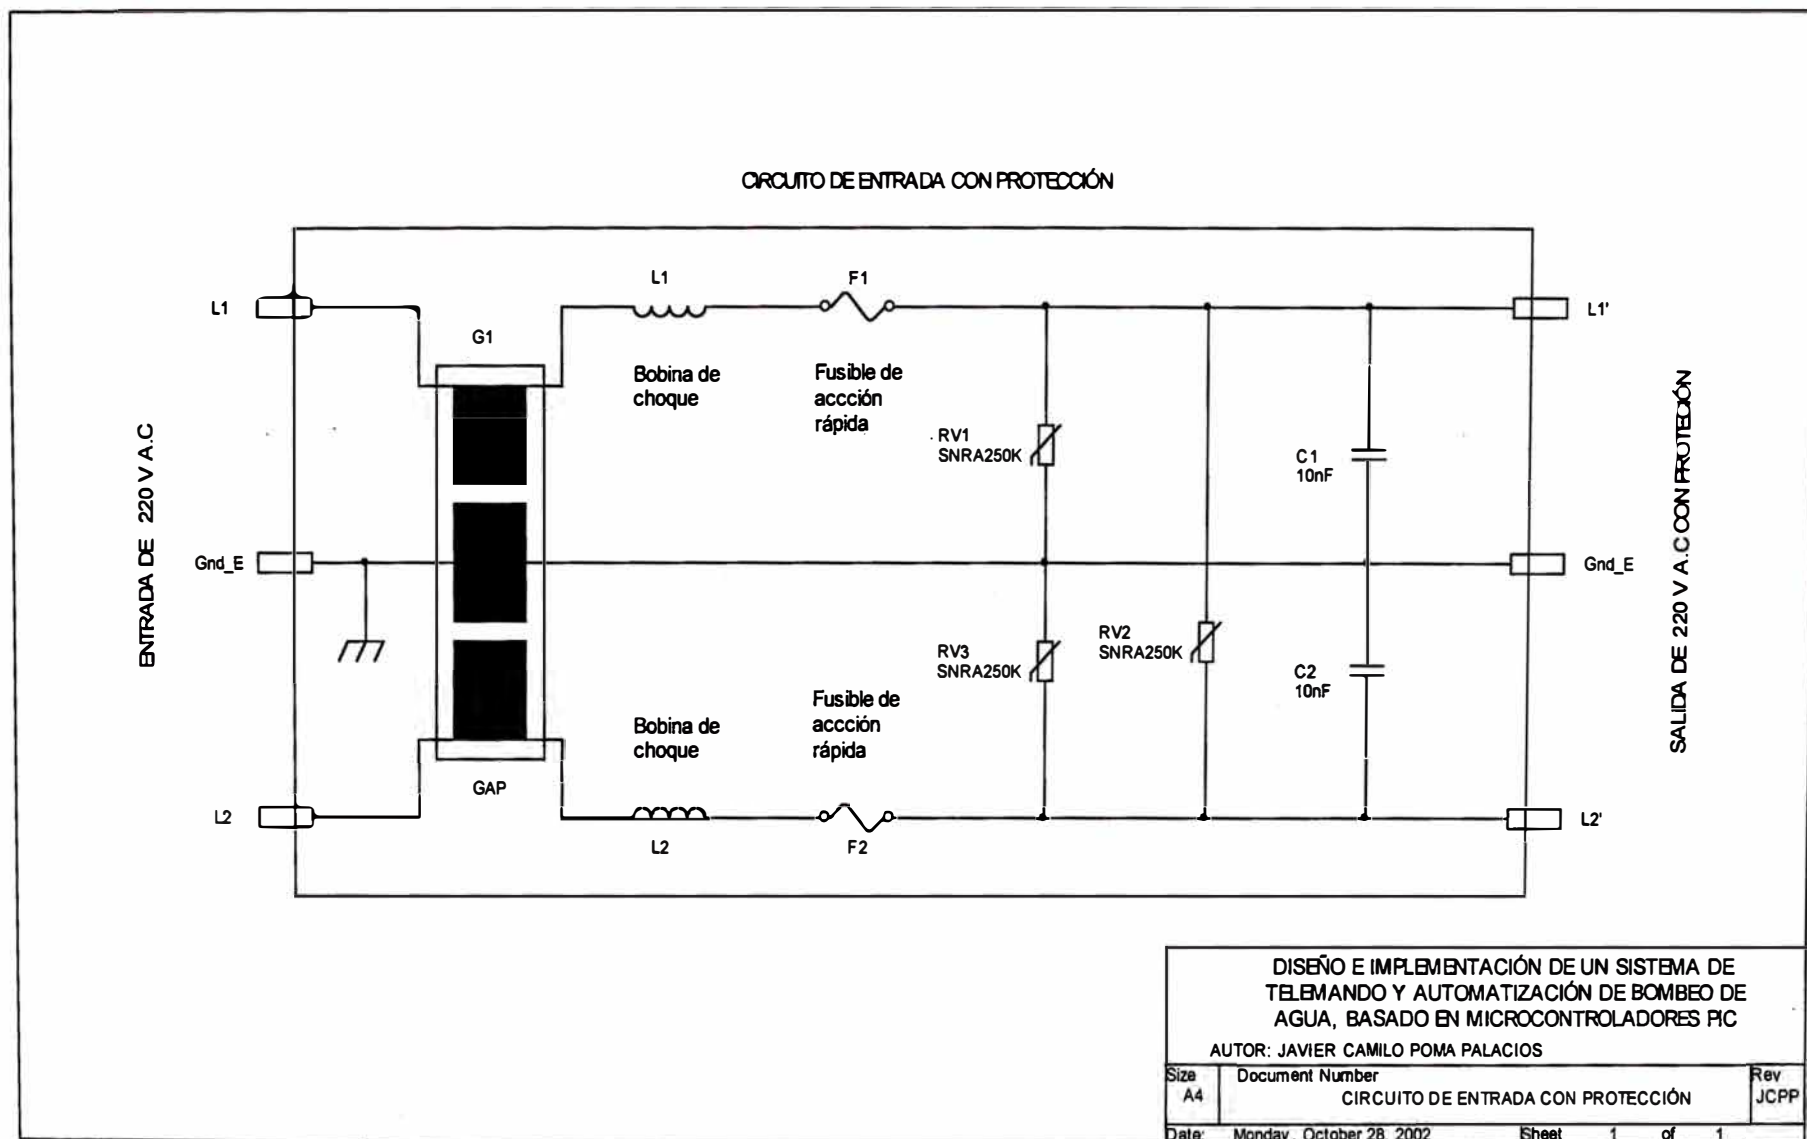 CIRCUITO DE ENTRADA CON PROTECCIÓN
L1
G1
L1
F1
L1'
Bobina de
choque
Fusible de
accción
rápida
RV1
SNRA250K
C1
10nF
ENTRADA DE 220 V A.C
SALIDA DE 220 V A.C CON PROTECIÓN
Gnd_E
Gnd_E
RV3
SNRA250K
RV2
SNRA250K
C2
10nF
Bobina de
choque
Fusible de
accción
rápida
GAP
L2
L2
F2
L2'
DISEÑO E IMPLEMENTACIÓN DE UN SISTEMA DE
TELEMANDO Y AUTOMATIZACIÓN DE BOMBEO DE
AGUA, BASADO EN MICROCONTROLADORES PIC
AUTOR: JAVIER CAMILO POMA PALACIOS
Size
A4
Document Number
CIRCUITO DE ENTRADA CON PROTECCIÓN
Rev
JCPP
Date: Monday, October 28, 2002 Sheet 1 of 1